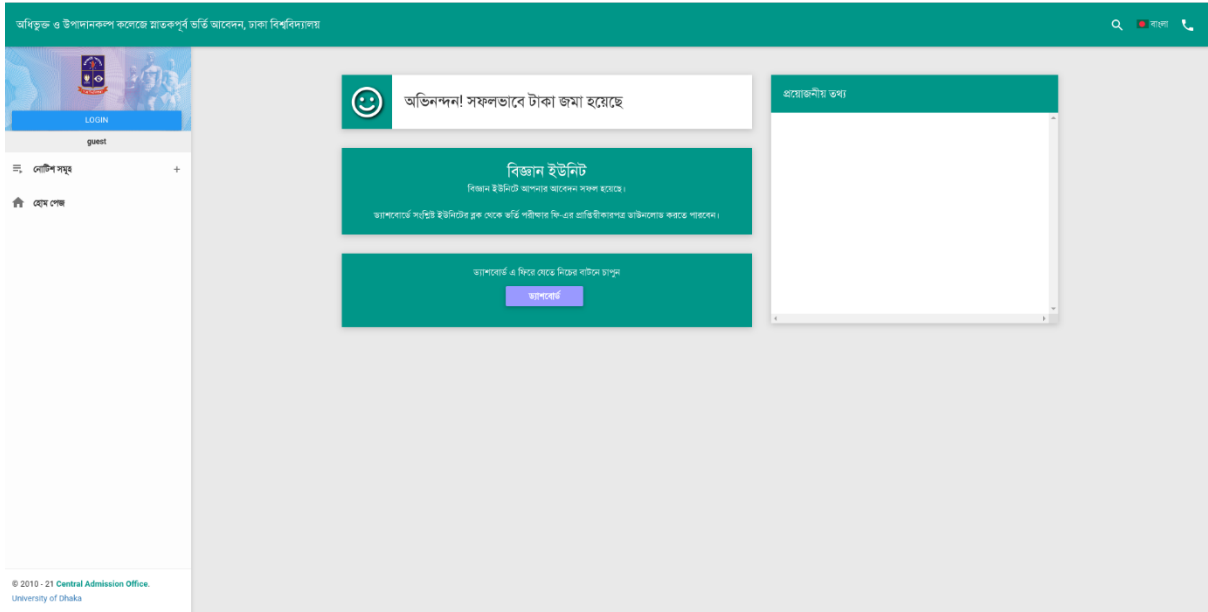 অধিভুক্ত ও উপাদানকল্প কলেজে স্নাতকপূর্ব ভর্তি আবেদন, ঢাকা বিশ্ববিদ্যালয়
বাংলা
LOGIN
guest
নোটিশ সমূহ
+
হোম পেজ
অভিনন্দন! সফলভাবে টাকা জমা হয়েছে
বিজ্ঞান ইউনিট
বিজ্ঞান ইউনিটে আপনার আবেদন সফল হয়েছে।
ড্যাশবোর্ডে সংশ্লিষ্ট ইউনিটের ব্লক থেকে ভর্তি পরীক্ষার ফি-এর প্রাপ্তিস্বীকারপত্র ডাউনলোড করতে পারবেন।
ড্যাশবোর্ড এ ফিরে যেতে নিচের বাটনে চাপুন
ড্যাশবোর্ড
প্রয়োজনীয় তথ্য
© 2010 - 21 Central Admission Office.
University of Dhaka